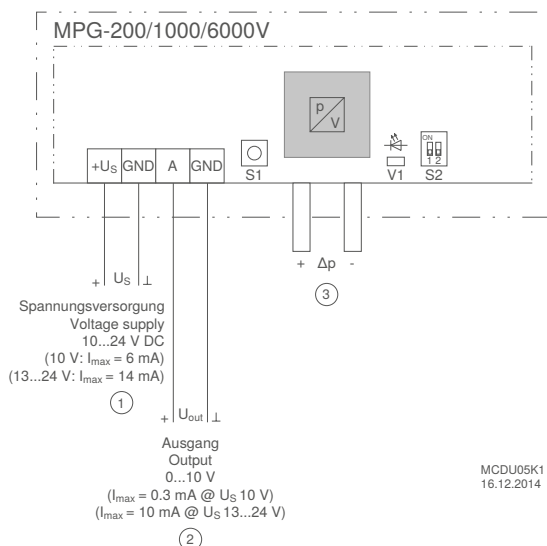 MPG-200/1000/6000V
p
V
ON
1 2
+US GND A GND
S1
V1
S2
+ US ⊥
+ Δp -
3
Spannungsversorgung
Voltage supply
10...24 V DC
(10 V: Imax = 6 mA)
(13...24 V: Imax = 14 mA)
1
+ Uout ⊥
Ausgang
Output
0...10 V
(Imax = 0.3 mA @ US 10 V)
(Imax = 10 mA @ US 13...24 V)
2
MCDU05K1
16.12.2014